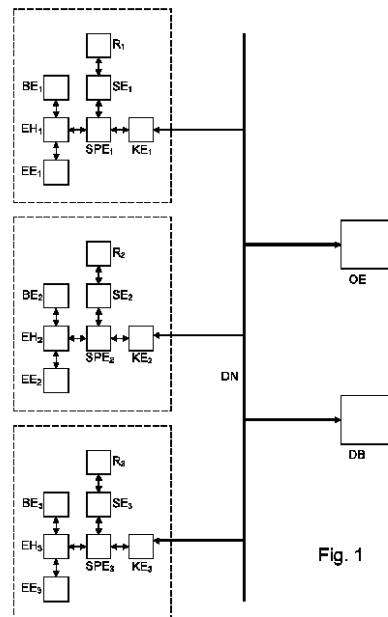 R₁
BE₁
SE₁
EH₁
SPE₁
KE₁
EE₁
OE
R₂
BE₂
SE₂
EH₂
SPE₂
KE₂
DN
EE₂
DB
R₃
BE₃
SE₃
EH₃
SPE₃
KE₃
Fig. 1
EE₃